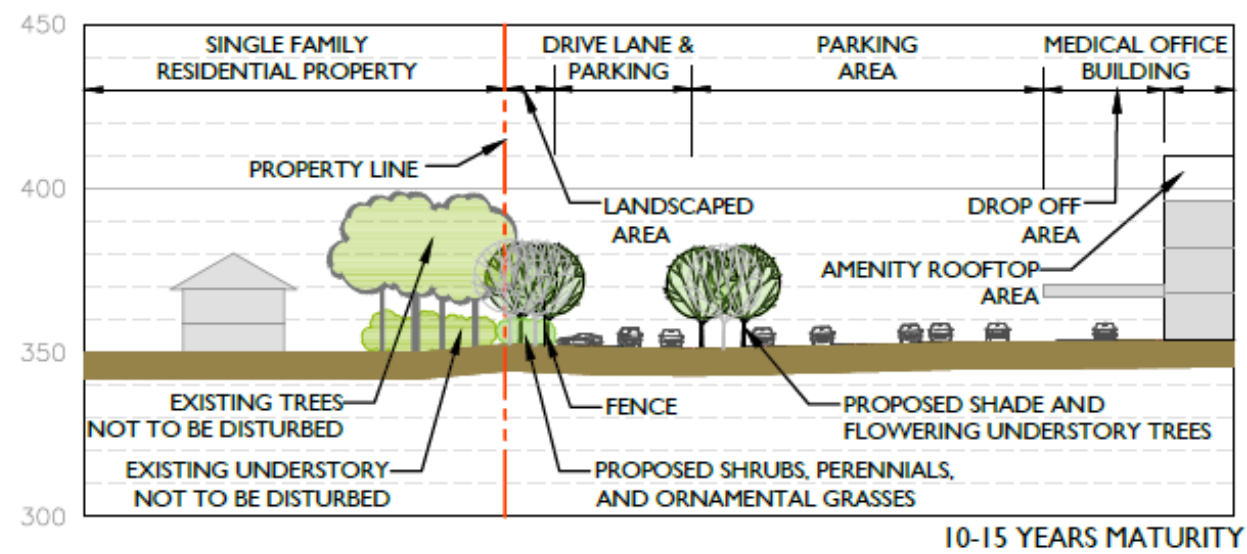 450
SINGLE FAMILY
RESIDENTIAL PROPERTY
DRIVE LANE &
PARKING
PARKING
AREA
MEDICAL OFFICE
BUILDING
PROPERTY LINE
400
LANDSCAPED
AREA
DROP OFF
AREA
AMENITY ROOFTOP
AREA
350
EXISTING TREES
NOT TO BE DISTURBED
FENCE
PROPOSED SHADE AND
FLOWERING UNDERSTORY TREES
EXISTING UNDERSTORY
NOT TO BE DISTURBED
PROPOSED SHRUBS, PERENNIALS,
AND ORNAMENTAL GRASSES
300
10-15 YEARS MATURITY